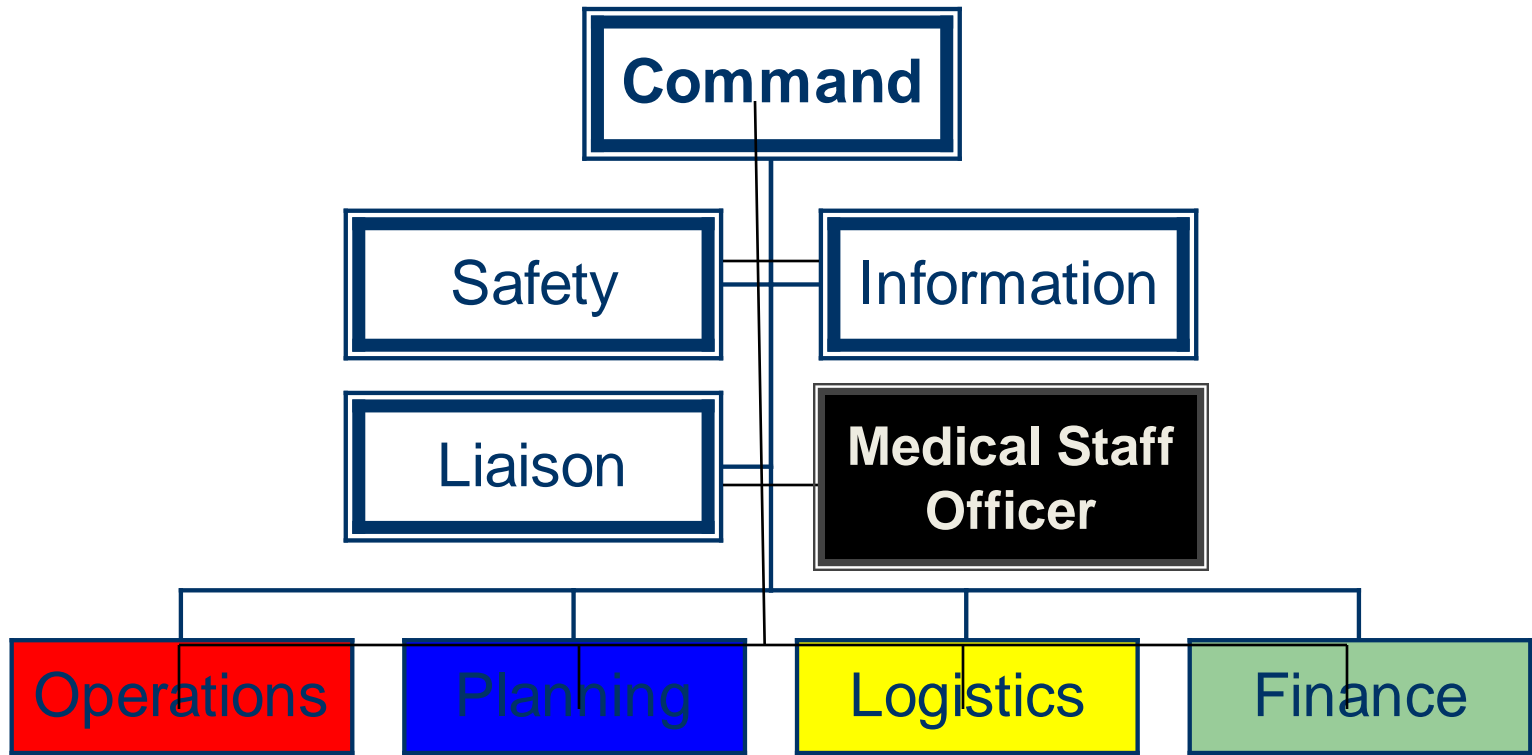 Command
Safety
Information
Liaison
Medical Staff
Officer
Operations
Planning
Logistics
Finance